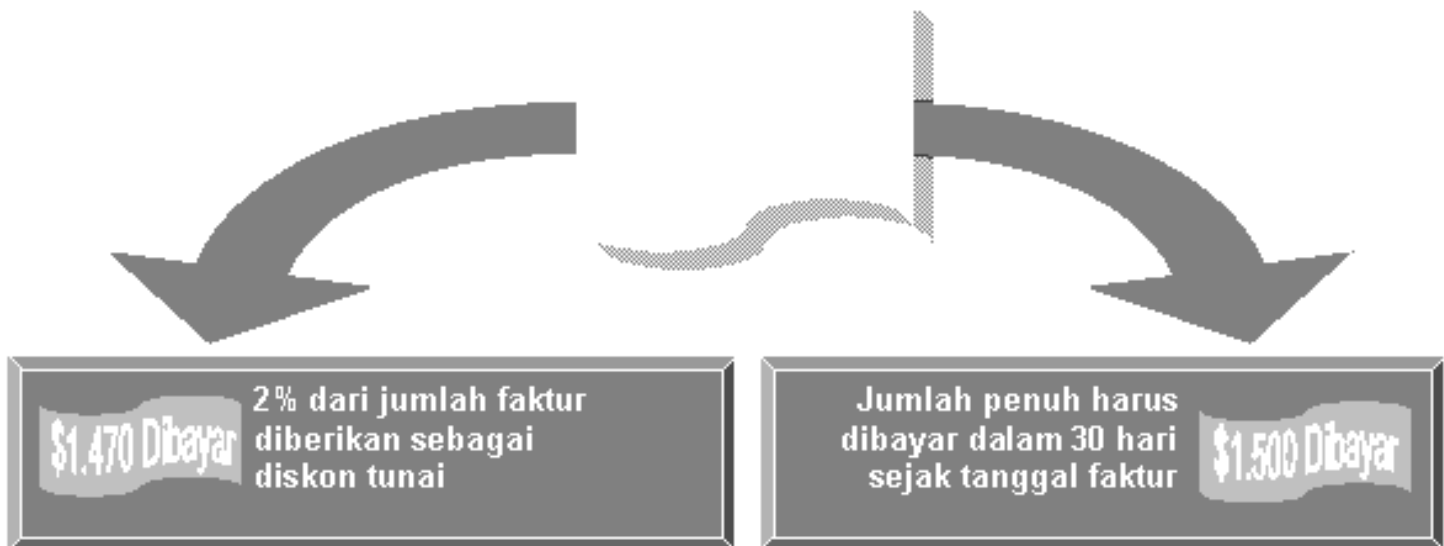 $1.470 Dibayar
2% dari jumlah faktur
diberikan sebagai
diskon tunai
Jumlah penuh harus
dibayar dalam 30 hari
sejak tanggal faktur
$1.500 Dibayar